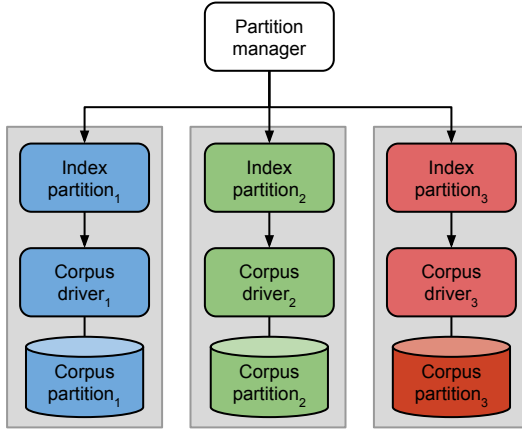 Partition
manager
Index
partition₁
Index
partition₂
Index
partition₃
Corpus
driver₁
Corpus
driver₂
Corpus
driver₃
Corpus
partition₁
Corpus
partition₂
Corpus
partition₃